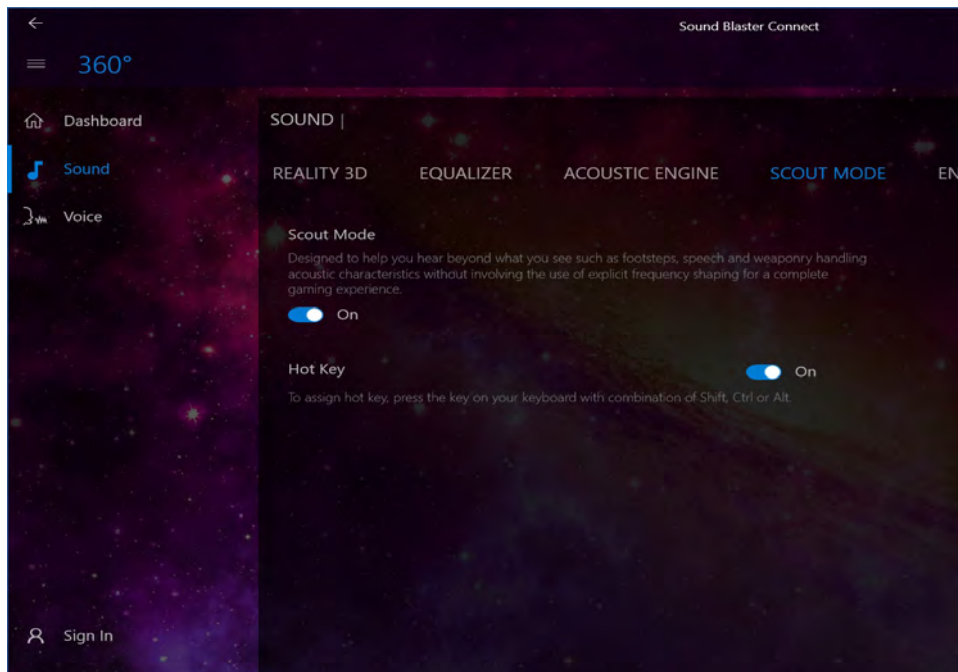 Sound Blaster Connect
360°
Dashboard
Sound
Voice
SOUND |
REALITY 3D EQUALIZER ACOUSTIC ENGINE SCOUT MODE EN
Scout Mode
Designed to help you hear beyond what you see such as footsteps, speech and weaponry handling
acoustic characteristics without involving the use of explicit frequency shaping for a complete
gaming experience.
On
Hot Key On
To assign hot key, press the key on your keyboard with combination of Shift, Ctrl or Alt.
Sign In